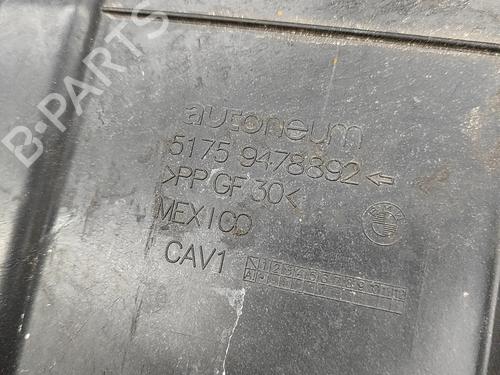 B-Parts
autoneum
5175 9478892
>PP GF 30<
MEXICO
CAV1